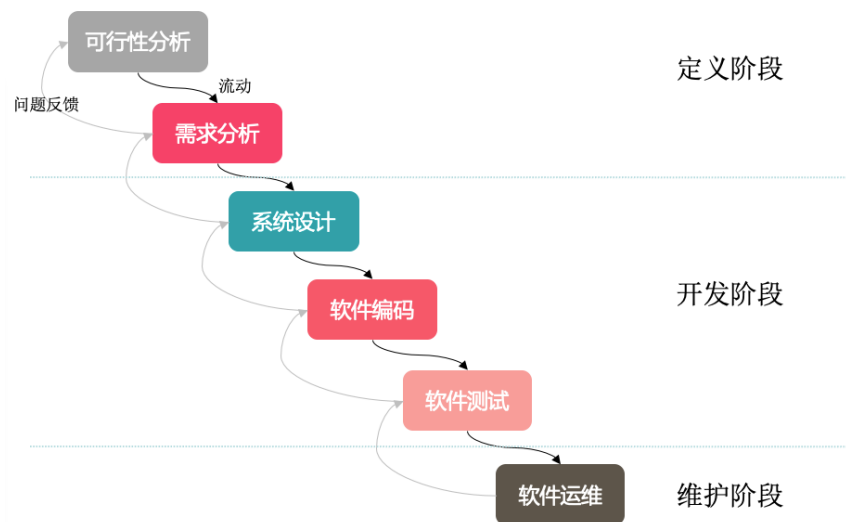 可行性分析
定义阶段
流动
问题反馈
需求分析
系统设计
开发阶段
软件编码
软件测试
软件运维
维护阶段